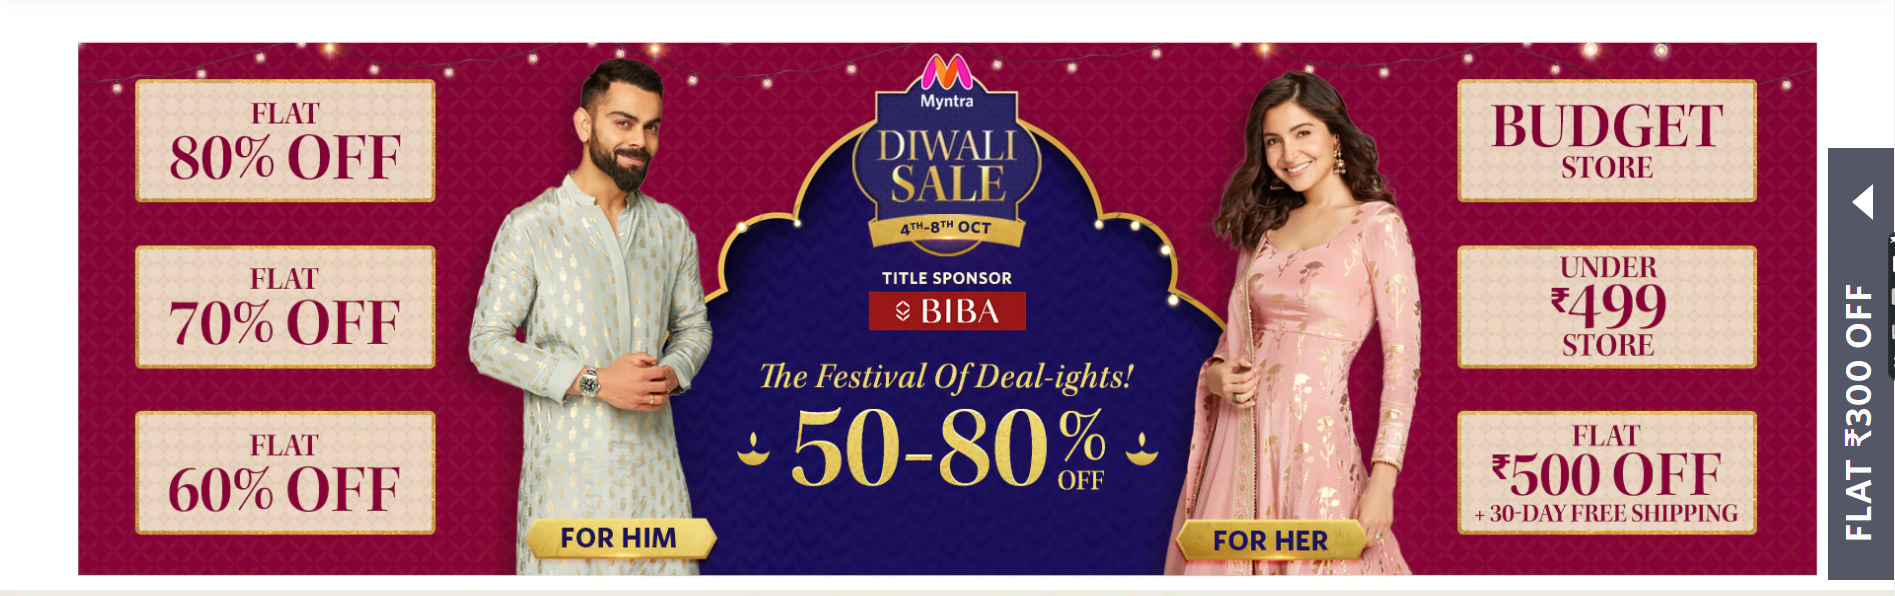 FLAT
80% OFF
FLAT
70% OFF
FLAT
60% OFF
FOR HIM
Myntra
DIWALI
SALE
4TH-8TH OCT
TITLE SPONSOR
BIBA
The Festival Of Deal-ights!
50-80%
OFF
FOR HER
BUDGET
STORE
UNDER
₹499
STORE
FLAT
₹500 OFF
+ 30-DAY FREE SHIPPING
FLAT ₹300 OFF